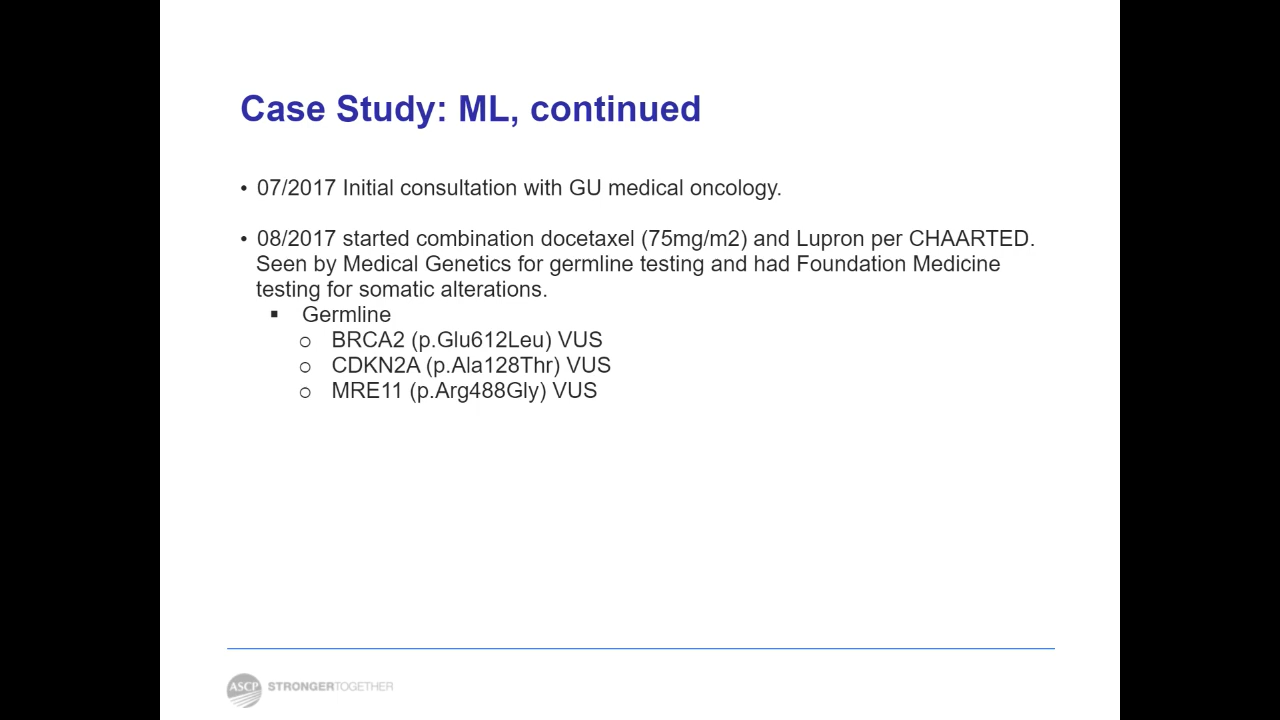 Case Study: ML, continued
• 07/2017 Initial consultation with GU medical oncology.
• 08/2017 started combination docetaxel (75mg/m2) and Lupron per CHAARTED.
Seen by Medical Genetics for germline testing and had Foundation Medicine
testing for somatic alterations.
▪ Germline
o BRCA2 (p.Glu612Leu) VUS
o CDKN2A (p.Ala128Thr) VUS
o MRE11 (p.Arg488Gly) VUS
ASCP STRONGERTOGETHER